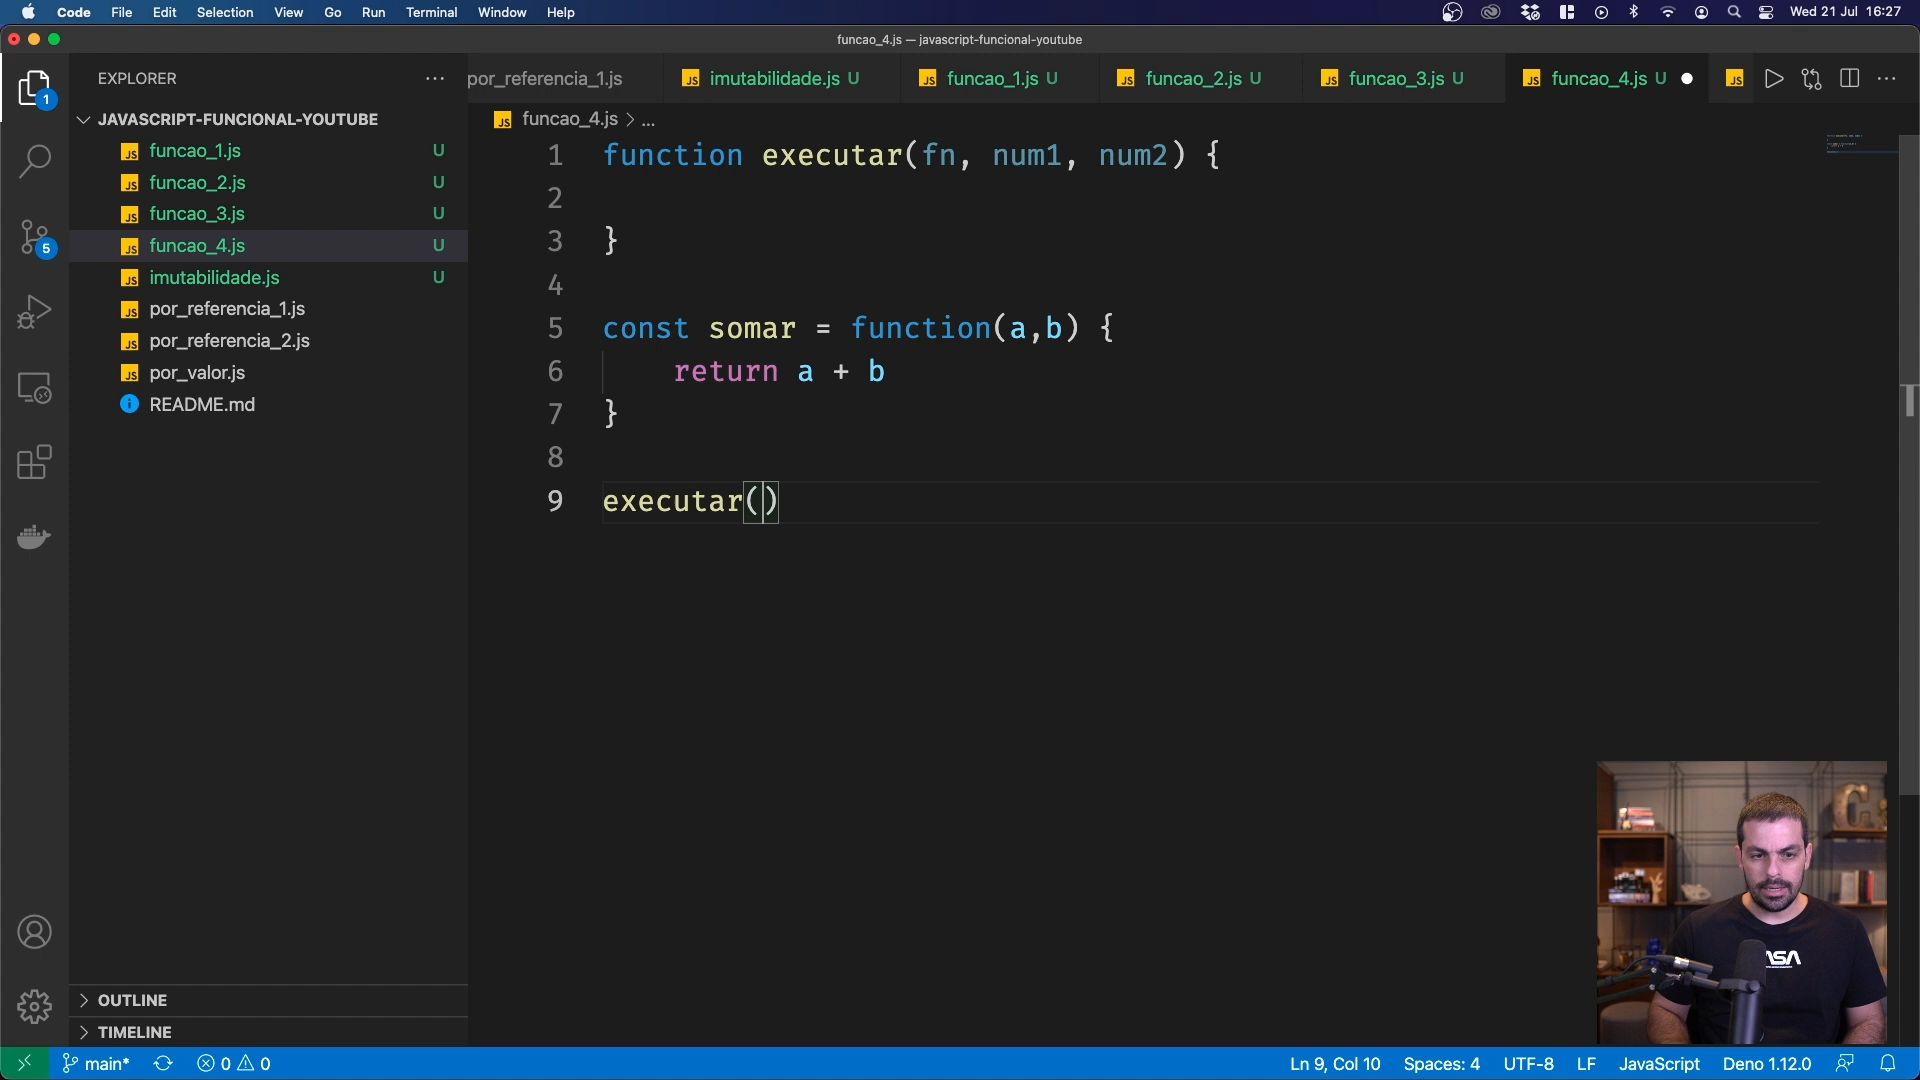 Code File Edit Selection View Go Run Terminal Window Help Wed 21 Jul 16:27
funcao_4.js — javascript-funcional-youtube
EXPLORER ···
por_referencia_1.js imutabilidade.js U funcao_1.js U funcao_2.js U funcao_3.js U funcao_4.js U
1
JAVASCRIPT-FUNCIONAL-YOUTUBE
funcao_1.js U
funcao_2.js U
funcao_3.js U
funcao_4.js U
5
imutabilidade.js U
por_referencia_1.js
por_referencia_2.js
por_valor.js
README.md
OUTLINE
TIMELINE
funcao_4.js > ...
1 function executar(fn, num1, num2) {
2
3 }
4
5 const somar = function(a,b) {
6 return a + b
7 }
8
9 executar()
main* 0 0 Ln 9, Col 10 Spaces: 4 UTF-8 LF JavaScript Deno 1.12.0